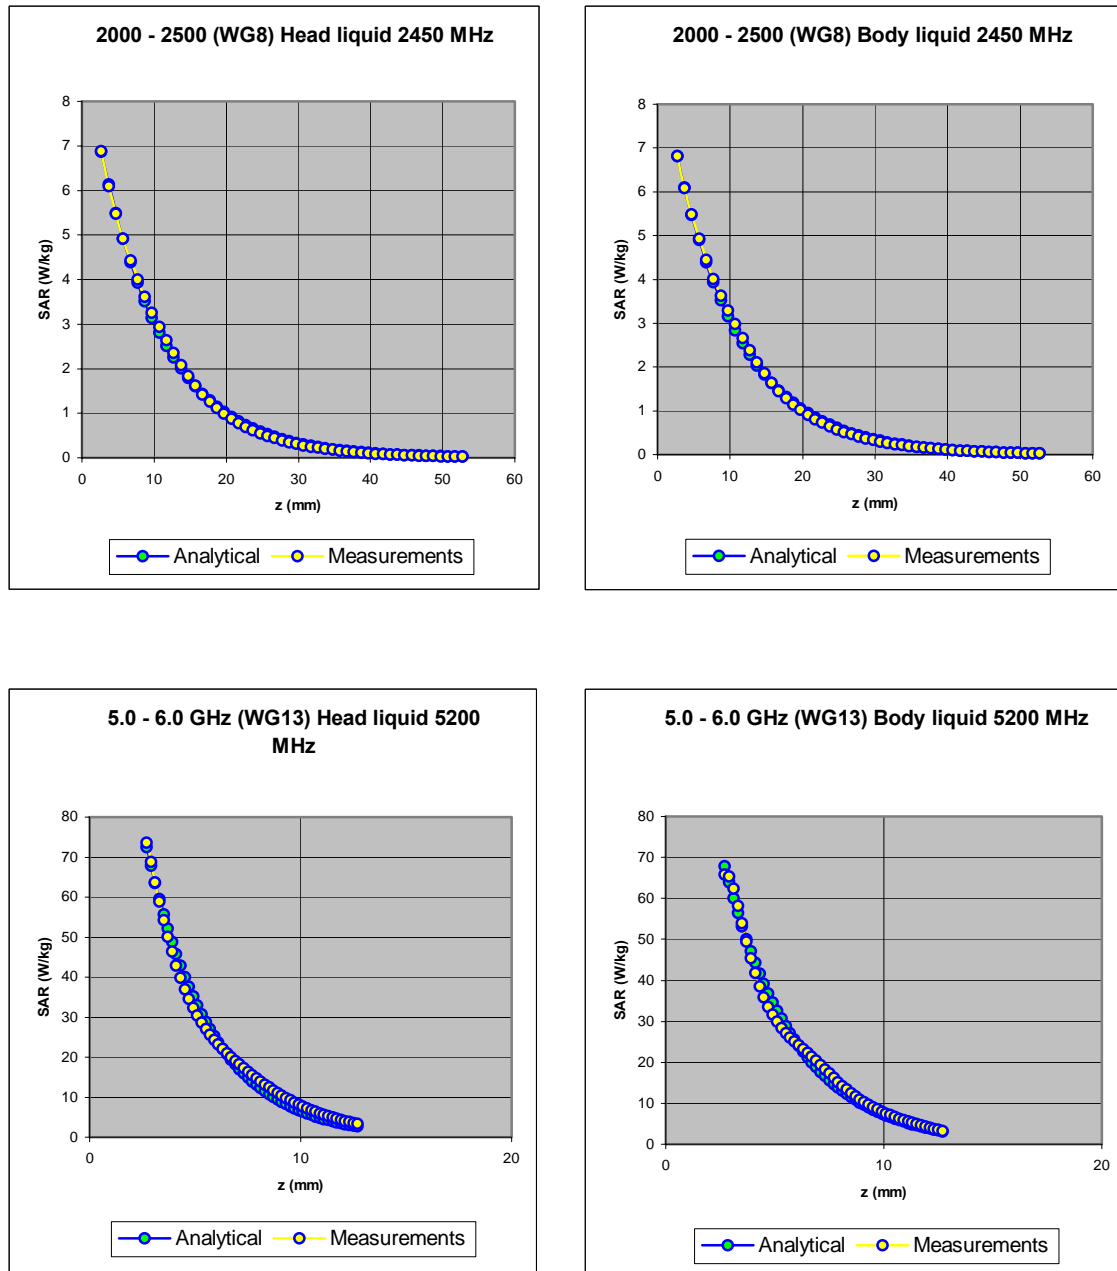 2000 - 2500 (WG8) Head liquid 2450 MHz
8
7
6
5
4
3
2
1
0
SAR (W/kg)
0 10 20 30 40 50 60
z (mm)
Analytical Measurements
2000 - 2500 (WG8) Body liquid 2450 MHz
8
7
6
5
4
3
2
1
0
SAR (W/kg)
0 10 20 30 40 50 60
z (mm)
Analytical Measurements
5.0 - 6.0 GHz (WG13) Head liquid 5200
MHz
80
70
60
50
40
30
20
10
0
SAR (W/kg)
0 10 20
z (mm)
Analytical Measurements
5.0 - 6.0 GHz (WG13) Body liquid 5200 MHz
80
70
60
50
40
30
20
10
0
SAR (W/kg)
0 10 20
z (mm)
Analytical Measurements